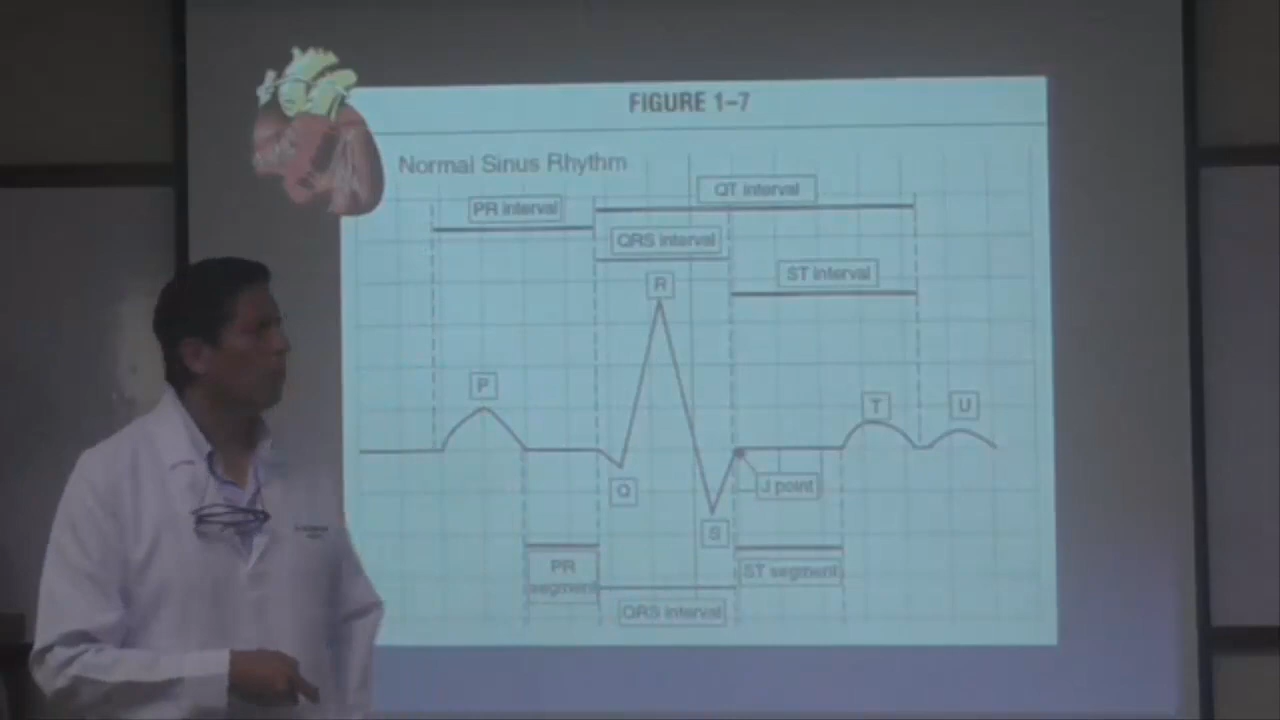 FIGURE 1–7
Normal Sinus Rhythm
QT interval
PR interval
QRS interval
ST interval
R
P
T
U
Q
J point
S
PR
segment
ST segment
QRS interval